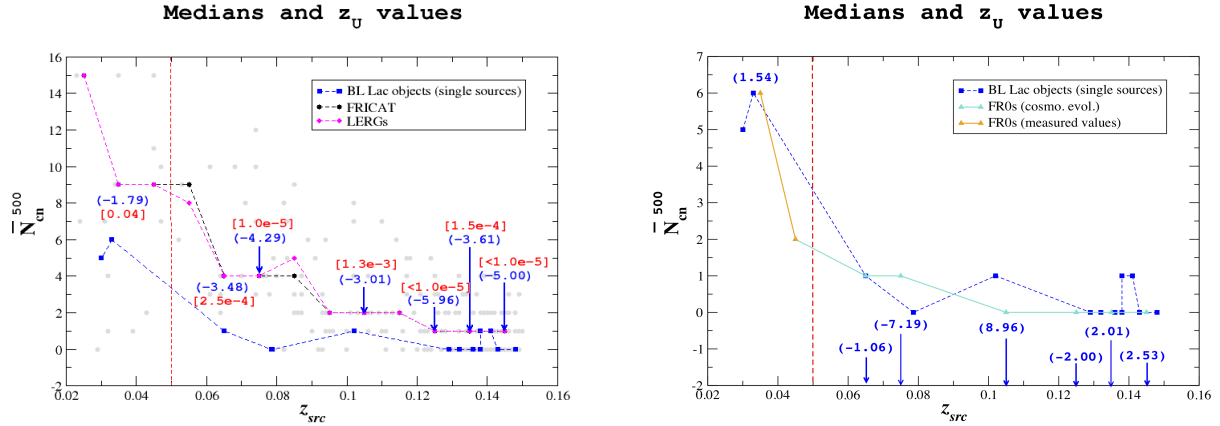 Medians and z_U values
16
14
12
10
8
6
4
2
0
-2
N̅_cn^500
BL Lac objects (single sources)
FRICAT
LERGs
(-1.79)
[0.04]
[1.0e-5]
(-4.29)
(-3.48)
[2.5e-4]
[1.3e-3]
(-3.01)
[<1.0e-5]
(-5.96)
[1.5e-4]
(-3.61)
[<1.0e-5]
(-5.00)
0.02 0.04 0.06 0.08 0.1 0.12 0.14 0.16
z_src
Medians and z_U values
7
6
5
4
3
2
1
0
-1
-2
N̅_cn^500
BL Lac objects (single sources)
FR0s (cosmo. evol.)
FR0s (measured values)
(1.54)
(-1.06)
(-7.19)
(8.96)
(-2.00)
(2.01)
(2.53)
0.02 0.04 0.06 0.08 0.1 0.12 0.14 0.16
z_src